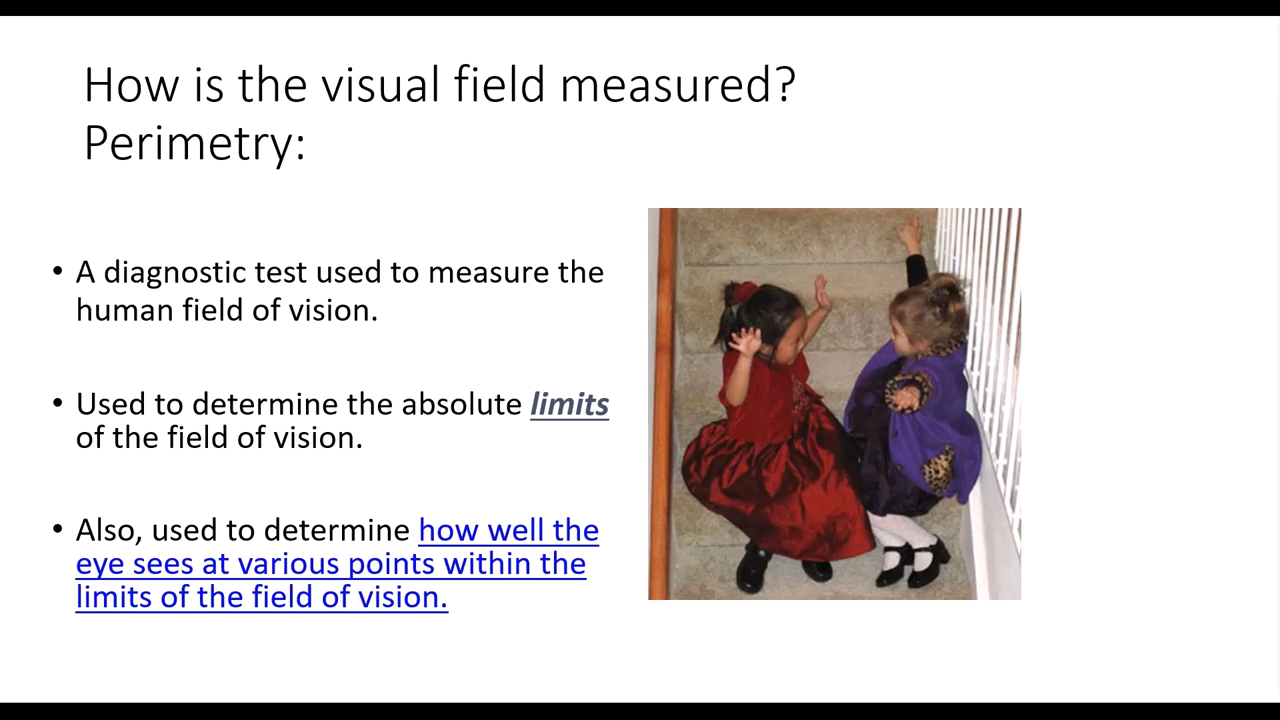 How is the visual field measured?
Perimetry:
• A diagnostic test used to measure the
human field of vision.
• Used to determine the absolute limits
of the field of vision.
• Also, used to determine how well the
eye sees at various points within the
limits of the field of vision.